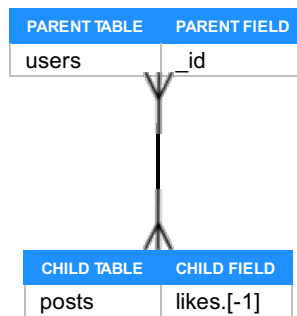 PARENT TABLE PARENT FIELD
users _id
CHILD TABLE CHILD FIELD
posts likes.[-1]